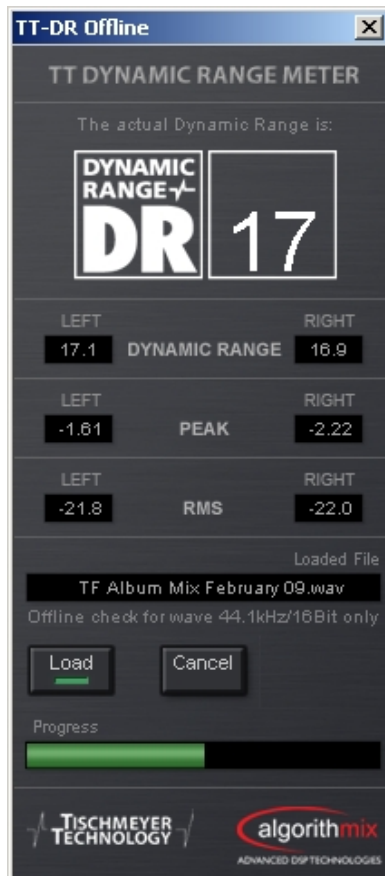 TT-DR Offline
TT DYNAMIC RANGE METER
The actual Dynamic Range is:
DYNAMIC
RANGE
DR
17
LEFT RIGHT
17.1 DYNAMIC RANGE 16.9
LEFT RIGHT
-1.61 PEAK -2.22
LEFT RIGHT
-21.8 RMS -22.0
Loaded File
TF Album Mix February 09.wav
Offline check for wave 44.1kHz/16Bit only
Load Cancel
Progress
TISCHMEYER
TECHNOLOGY
algorithmix
ADVANCED DSP TECHNOLOGIES